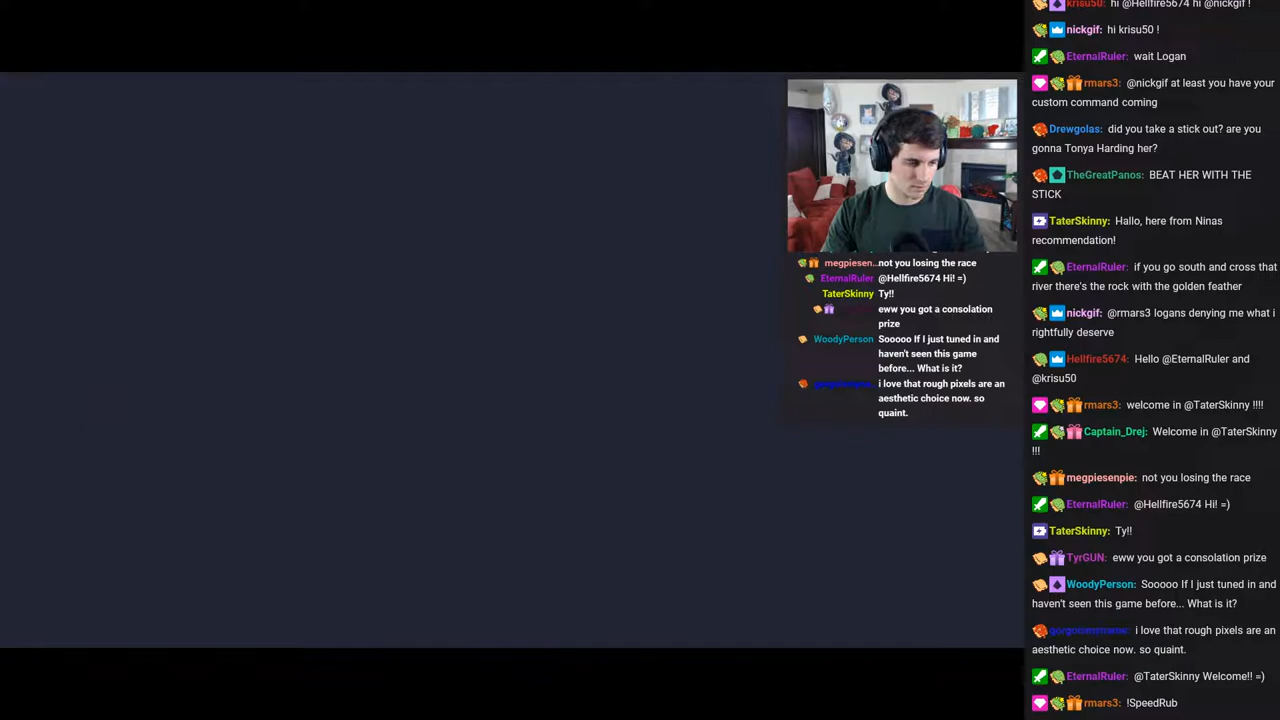 not you losing the race
megpiesen...
EternalRuler @Hellfire5674 Hi! =)
TaterSkinny Ty!!
eww you got a consolation
prize
WoodyPerson Sooooo If I just tuned in and
haven't seen this game
before... What is it?
i love that rough pixels are an
aesthetic choice now. so
quaint.
krisu50: hi @Hellfire5674 hi @nickgif !
nickgif: hi krisu50 !
EternalRuler: wait Logan
rmars3: @nickgif at least you have your
custom command coming
Drewgolas: did you take a stick out? are you
gonna Tonya Harding her?
TheGreatPanos: BEAT HER WITH THE
STICK
TaterSkinny: Hallo, here from Ninas
recommendation!
EternalRuler: if you go south and cross that
river there's the rock with the golden feather
nickgif: @rmars3 logans denying me what i
rightfully deserve
Hellfire5674: Hello @EternalRuler and
@krisu50
rmars3: welcome in @TaterSkinny !!!!
Captain_Drej: Welcome in @TaterSkinny
!!!
megpiesenpie: not you losing the race
EternalRuler: @Hellfire5674 Hi! =)
TaterSkinny: Ty!!
TyrGUN: eww you got a consolation prize
WoodyPerson: Sooooo If I just tuned in and
haven't seen this game before... What is it?
i love that rough pixels are an
aesthetic choice now. so quaint.
EternalRuler: @TaterSkinny Welcome!! =)
rmars3: !SpeedRub